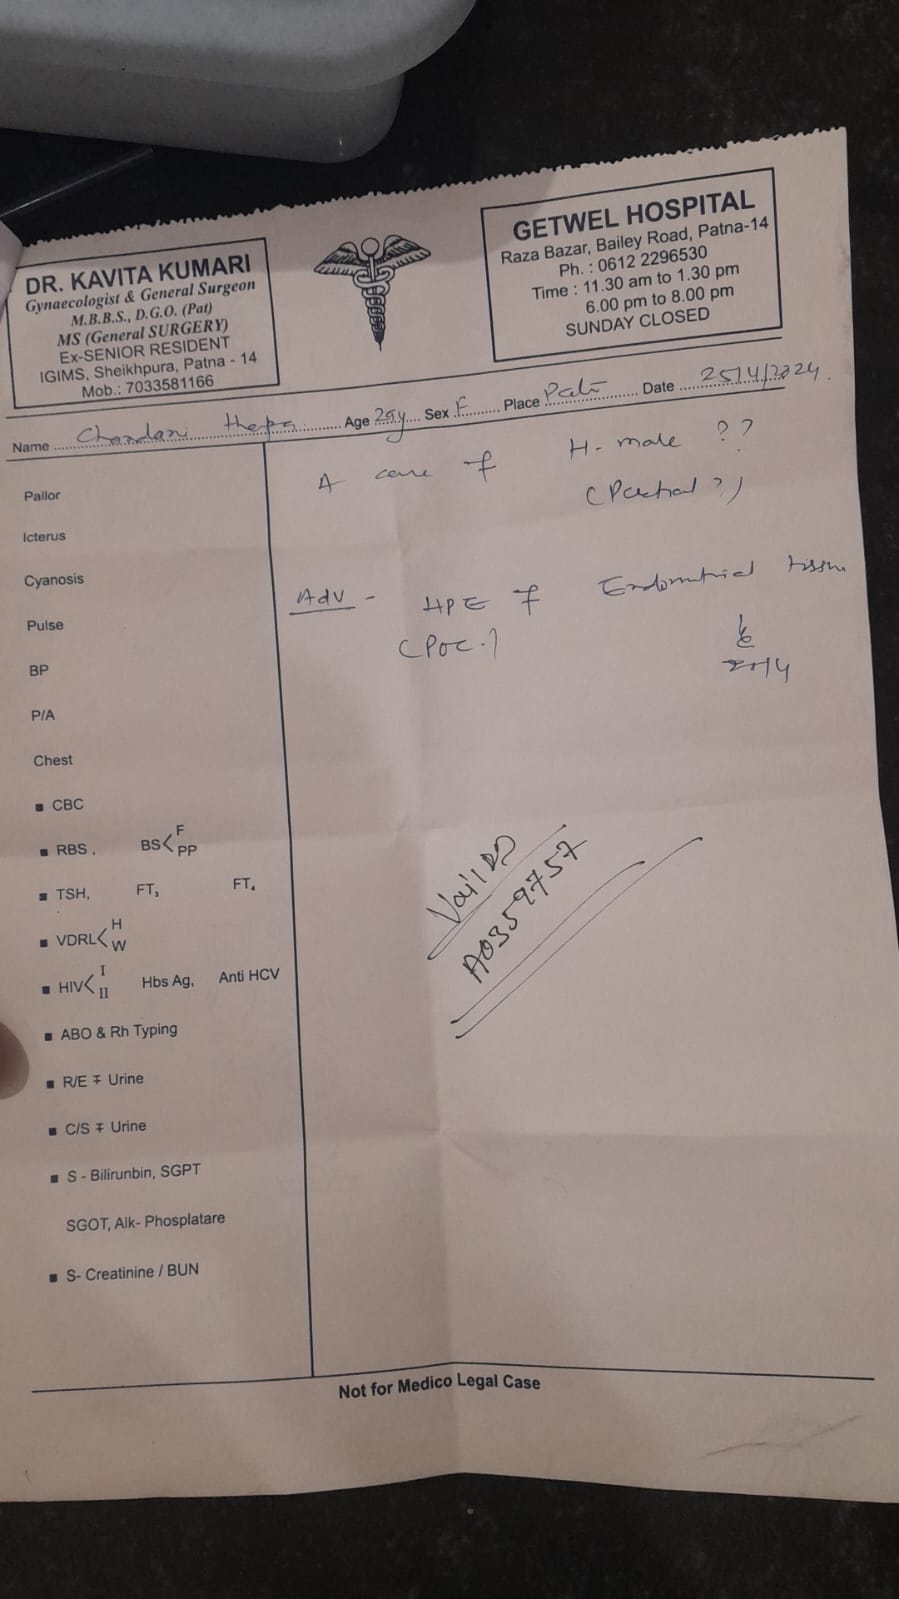 DR. KAVITA KUMARI
Gynaecologist & General Surgeon
M.B.B.S., D.G.O. (Pat)
MS (General SURGERY)
Ex-SENIOR RESIDENT
IGIMS, Sheikhpura, Patna - 14
Mob.: 7033581166
GETWEL HOSPITAL
Raza Bazar, Bailey Road, Patna-14
Ph. : 0612 2296530
Time : 11.30 am to 1.30 pm
6.00 pm to 8.00 pm
SUNDAY CLOSED
Name Chandani Age 25y Sex F Place Date 25/4/2024.
A case of H. mole ??
(Partial ?)
Adv - HPE of Endometrial tissue
(POC.)
Pallor
Icterus
Cyanosis
Pulse
BP
P/A
Chest
CBC
RBS, BS< F PP
TSH, FT₃ FT₄
VDRL< H W
HIV< I II Hbs Ag, Anti HCV
ABO & Rh Typing
R/E ∓ Urine
C/S ∓ Urine
S - Bilirunbin, SGPT
SGOT, Alk- Phosplatare
S- Creatinine / BUN
A0359757
Not for Medico Legal Case